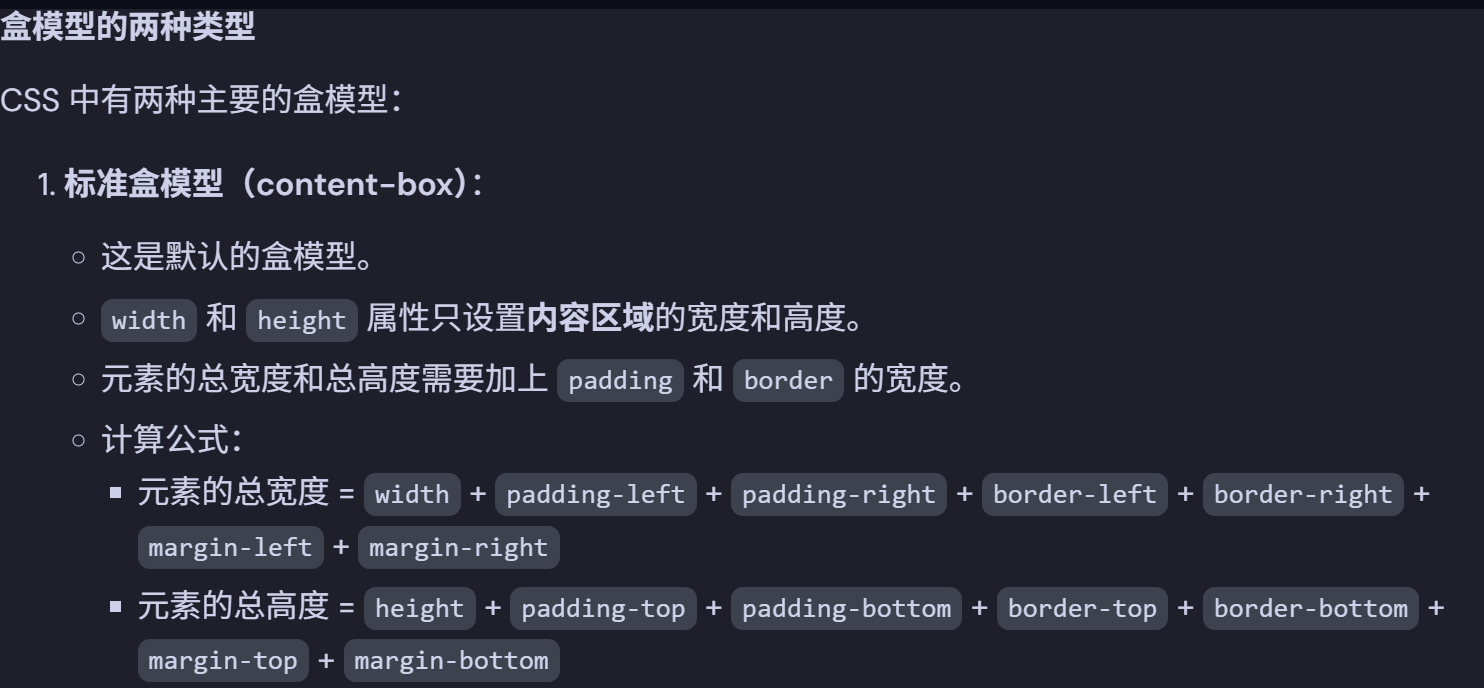 盒模型的两种类型
CSS 中有两种主要的盒模型：
1. 标准盒模型（content-box）：
这是默认的盒模型。
width 和 height 属性只设置内容区域的宽度和高度。
元素的总宽度和总高度需要加上 padding 和 border 的宽度。
计算公式：
元素的总宽度 = width + padding-left + padding-right + border-left + border-right +
margin-left + margin-right
元素的总高度 = height + padding-top + padding-bottom + border-top + border-bottom +
margin-top + margin-bottom